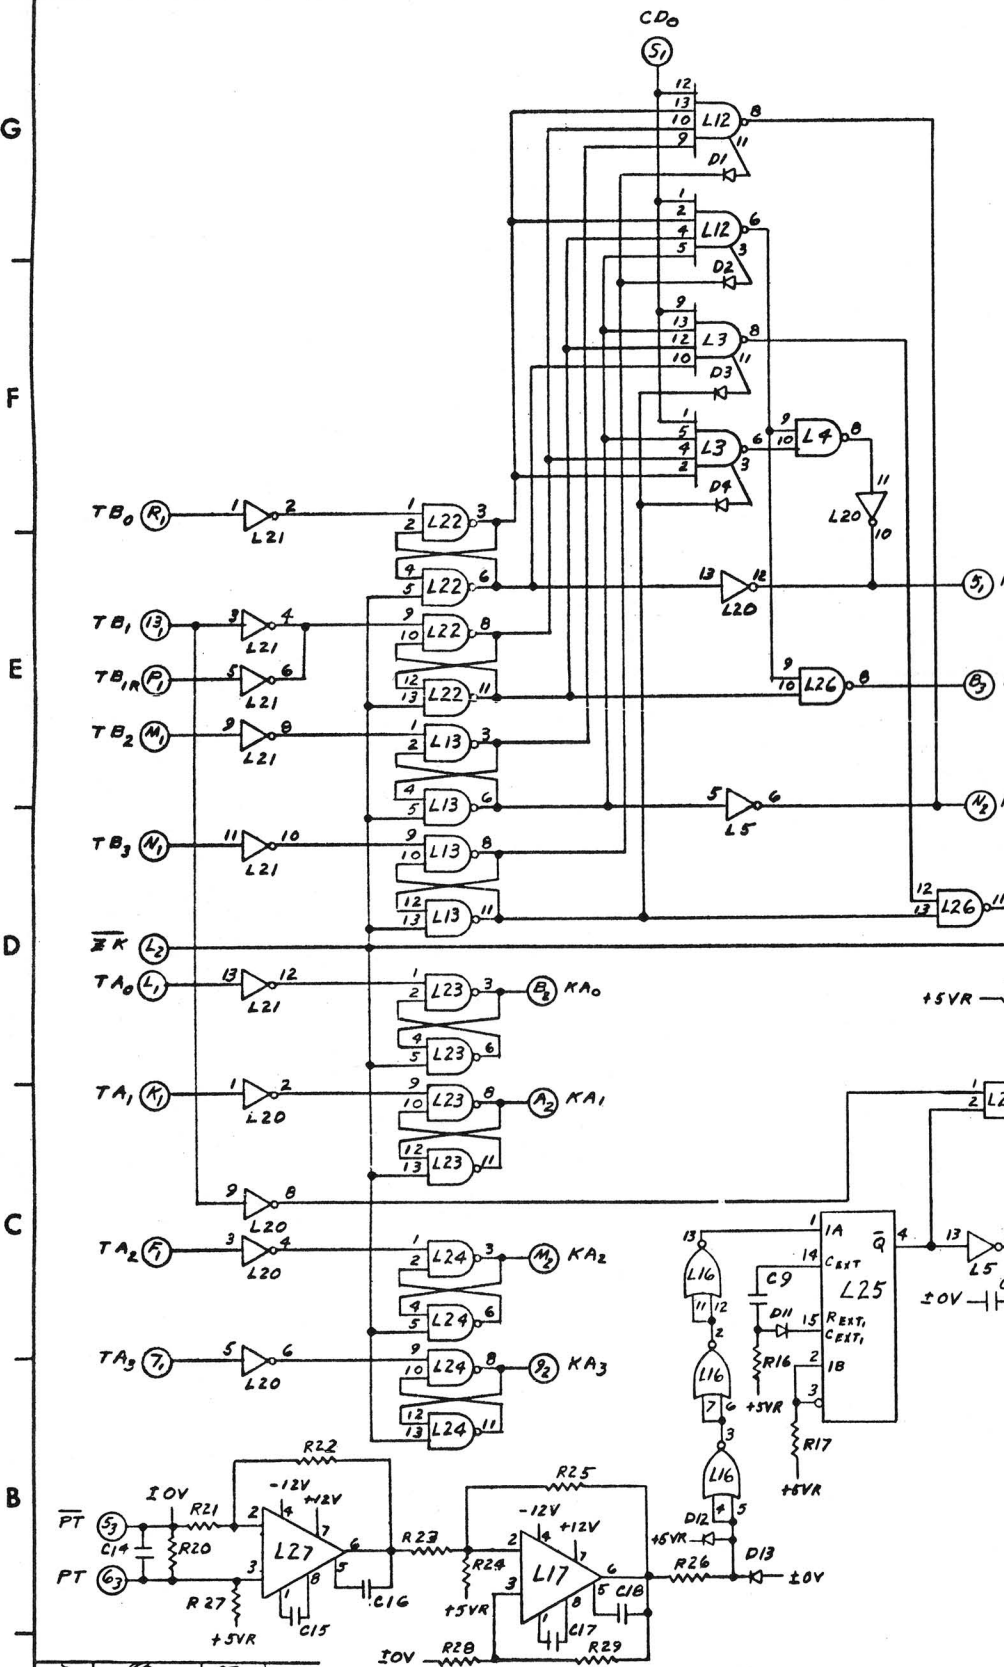 CD0
S1
G
12
13
10
9
L12
8
11
D1
1
2
4
5
L12
6
3
D2
9
13
12
10
L3
8
11
D3
F
1
5
4
2
L3
6
3
D4
9
10
L4
8
11
L20
10
TB0 R1 1 2 L21
1
2
L22
3
4
5
L22
6
13 12 L20
5₁
TB1 13₁ 3 4 L21
9
10
L22
8
E
TB1R P1 5 6 L21
12
13
L22
11
9
10
L26
8
B3
TB2 M1 9 8 L21
1
2
L13
3
4
5
L13
6
5 6 L5
N2
TB3 N1 11 10 L21
9
10
L13
8
12
13
L13
11
12
13
L26
11
D
ZK L2
TA0 L1 13 12 L21
1
2
L23
3
B2 KA0
+5VR
4
5
L23
6
TA1 K1 1 2 L20
9
10
L23
8
A2 KA1
1
2
L2
12
13
L23
11
9 8 L20
C
TA2 F1 3 4 L20
1
2
L24
3
M2 KA2
4
5
L24
6
TA3 7₁ 5 6 L20
9
10
L24
8
9₂ KA3
12
13
L24
11
13
L16
11 12
2
L16
7 6
3
L16
4 5
C9
D11
R16
+5VR
1 1A
14 CEXT
15 REXT1
CEXT1
2 1B
3
L25
Q
4
13
L5
±0V
R17
+5VR
B
PT 5₃
C14
±0V
R21
R20
PT 6₃
R27
+5VR
R22
-12V
+12V
2
3
4
7
L27
6
5
1
8
C15
C16
R23
R24
+5VR
R25
-12V
+12V
2
3
4
7
L17
6
5
1
8
C17
C18
±0V R28
R29
R26
D12
+5VR
D13
±0V